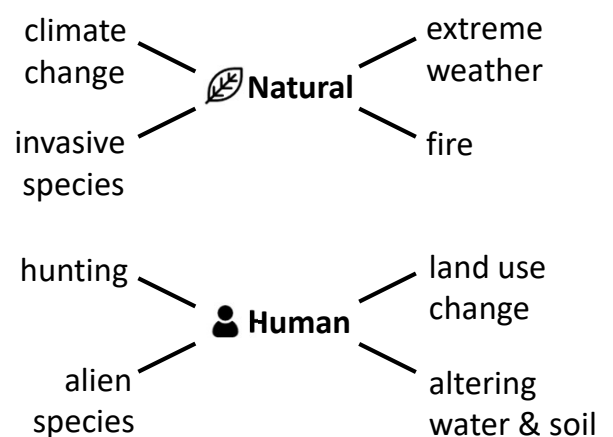 climate
change
extreme
weather
Natural
invasive
species
fire
hunting
land use
change
Human
alien
species
altering
water & soil